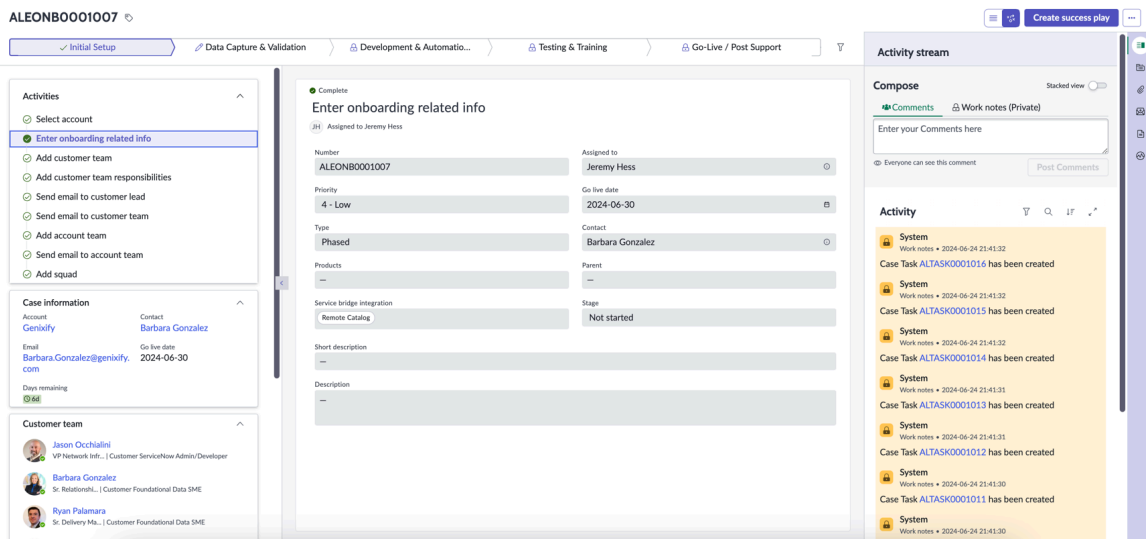 ALEONB0001007
Create success play
Initial Setup
Data Capture & Validation
Development & Automatio...
Testing & Training
Go-Live / Post Support
Activities
Select account
Enter onboarding related info
Add customer team
Add customer team responsibilities
Send email to customer lead
Send email to customer team
Add account team
Send email to account team
Add squad
Case information
Account
Contact
Genixify
Barbara Gonzalez
Email
Go live date
Barbara.Gonzalez@genixify.
com
2024-06-30
Days remaining
6d
Customer team
Jason Occhialini
VP Network Infr... | Customer ServiceNow Admin/Developer
Barbara Gonzalez
Sr. Relationshi... | Customer Foundational Data SME
Ryan Palamara
Sr. Delivery Ma... | Customer Foundational Data SME
Complete
Enter onboarding related info
JH Assigned to Jeremy Hess
Number
ALEONB0001007
Assigned to
Jeremy Hess
Priority
4 - Low
Go live date
2024-06-30
Type
Phased
Contact
Barbara Gonzalez
Products
—
Parent
—
Service bridge integration
Remote Catalog
Stage
Not started
Short description
—
Description
—
Activity stream
Compose
Stacked view
Comments
Work notes (Private)
Enter your Comments here
Everyone can see this comment
Post Comments
Activity
System
Work notes • 2024-06-24 21:41:32
Case Task ALTASK0001016 has been created
System
Work notes • 2024-06-24 21:41:32
Case Task ALTASK0001015 has been created
System
Work notes • 2024-06-24 21:41:32
Case Task ALTASK0001014 has been created
System
Work notes • 2024-06-24 21:41:31
Case Task ALTASK0001013 has been created
System
Work notes • 2024-06-24 21:41:31
Case Task ALTASK0001012 has been created
System
Work notes • 2024-06-24 21:41:30
Case Task ALTASK0001011 has been created
System
Work notes • 2024-06-24 21:41:30